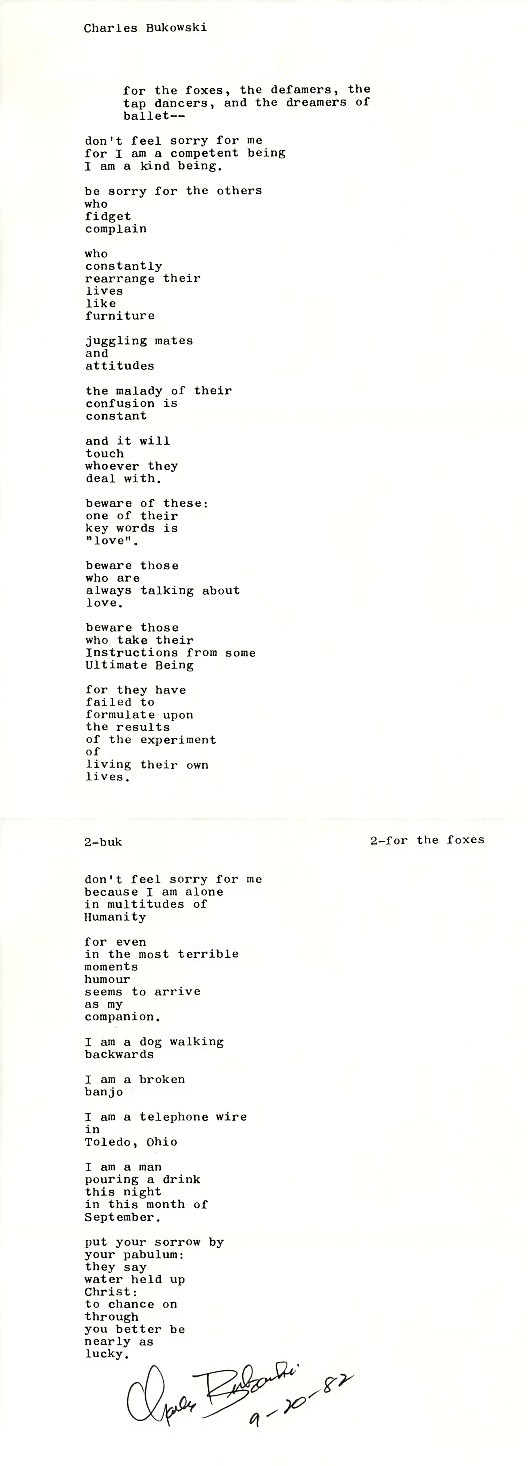 Charles Bukowski
for the foxes, the defamers, the
tap dancers, and the dreamers of
ballet--
don't feel sorry for me
for I am a competent being
I am a kind being.
be sorry for the others
who
fidget
complain
who
constantly
rearrange their
lives
like
furniture
juggling mates
and
attitudes
the malady of their
confusion is
constant
and it will
touch
whoever they
deal with.
beware of these:
one of their
key words is
"love".
beware those
who are
always talking about
love.
beware those
who take their
Instructions from some
Ultimate Being
for they have
failed to
formulate upon
the results
of the experiment
of
living their own
lives.
2-buk
2-for the foxes
don't feel sorry for me
because I am alone
in multitudes of
Humanity
for even
in the most terrible
moments
humour
seems to arrive
as my
companion.
I am a dog walking
backwards
I am a broken
banjo
I am a telephone wire
in
Toledo, Ohio
I am a man
pouring a drink
this night
in this month of
September.
put your sorrow by
your pabulum:
they say
water held up
Christ:
to chance on
through
you better be
nearly as
lucky.
Charles Bukowski
9-20-82